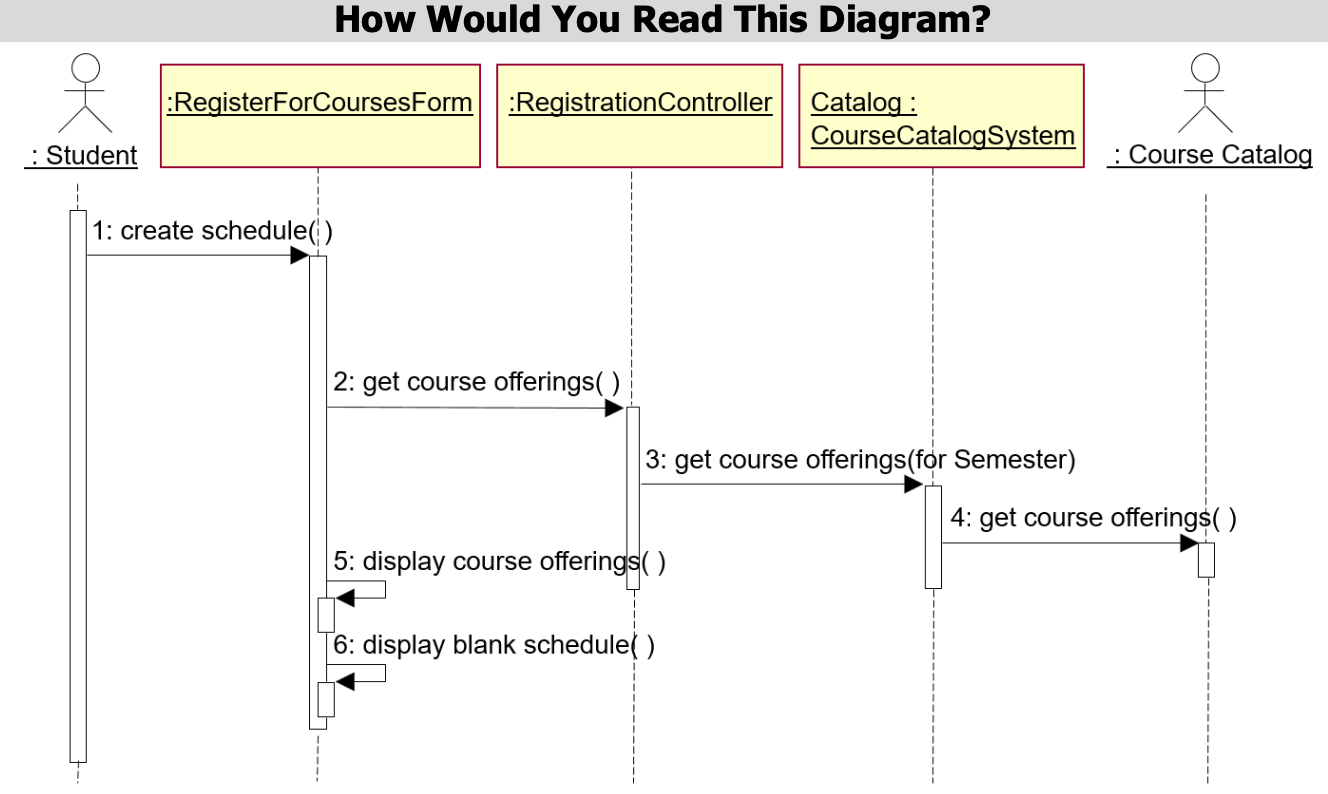 How Would You Read This Diagram?
: Student
:RegisterForCoursesForm
:RegistrationController
Catalog :
CourseCatalogSystem
: Course Catalog
1: create schedule( )
2: get course offerings( )
3: get course offerings(for Semester)
4: get course offerings( )
5: display course offerings( )
6: display blank schedule( )